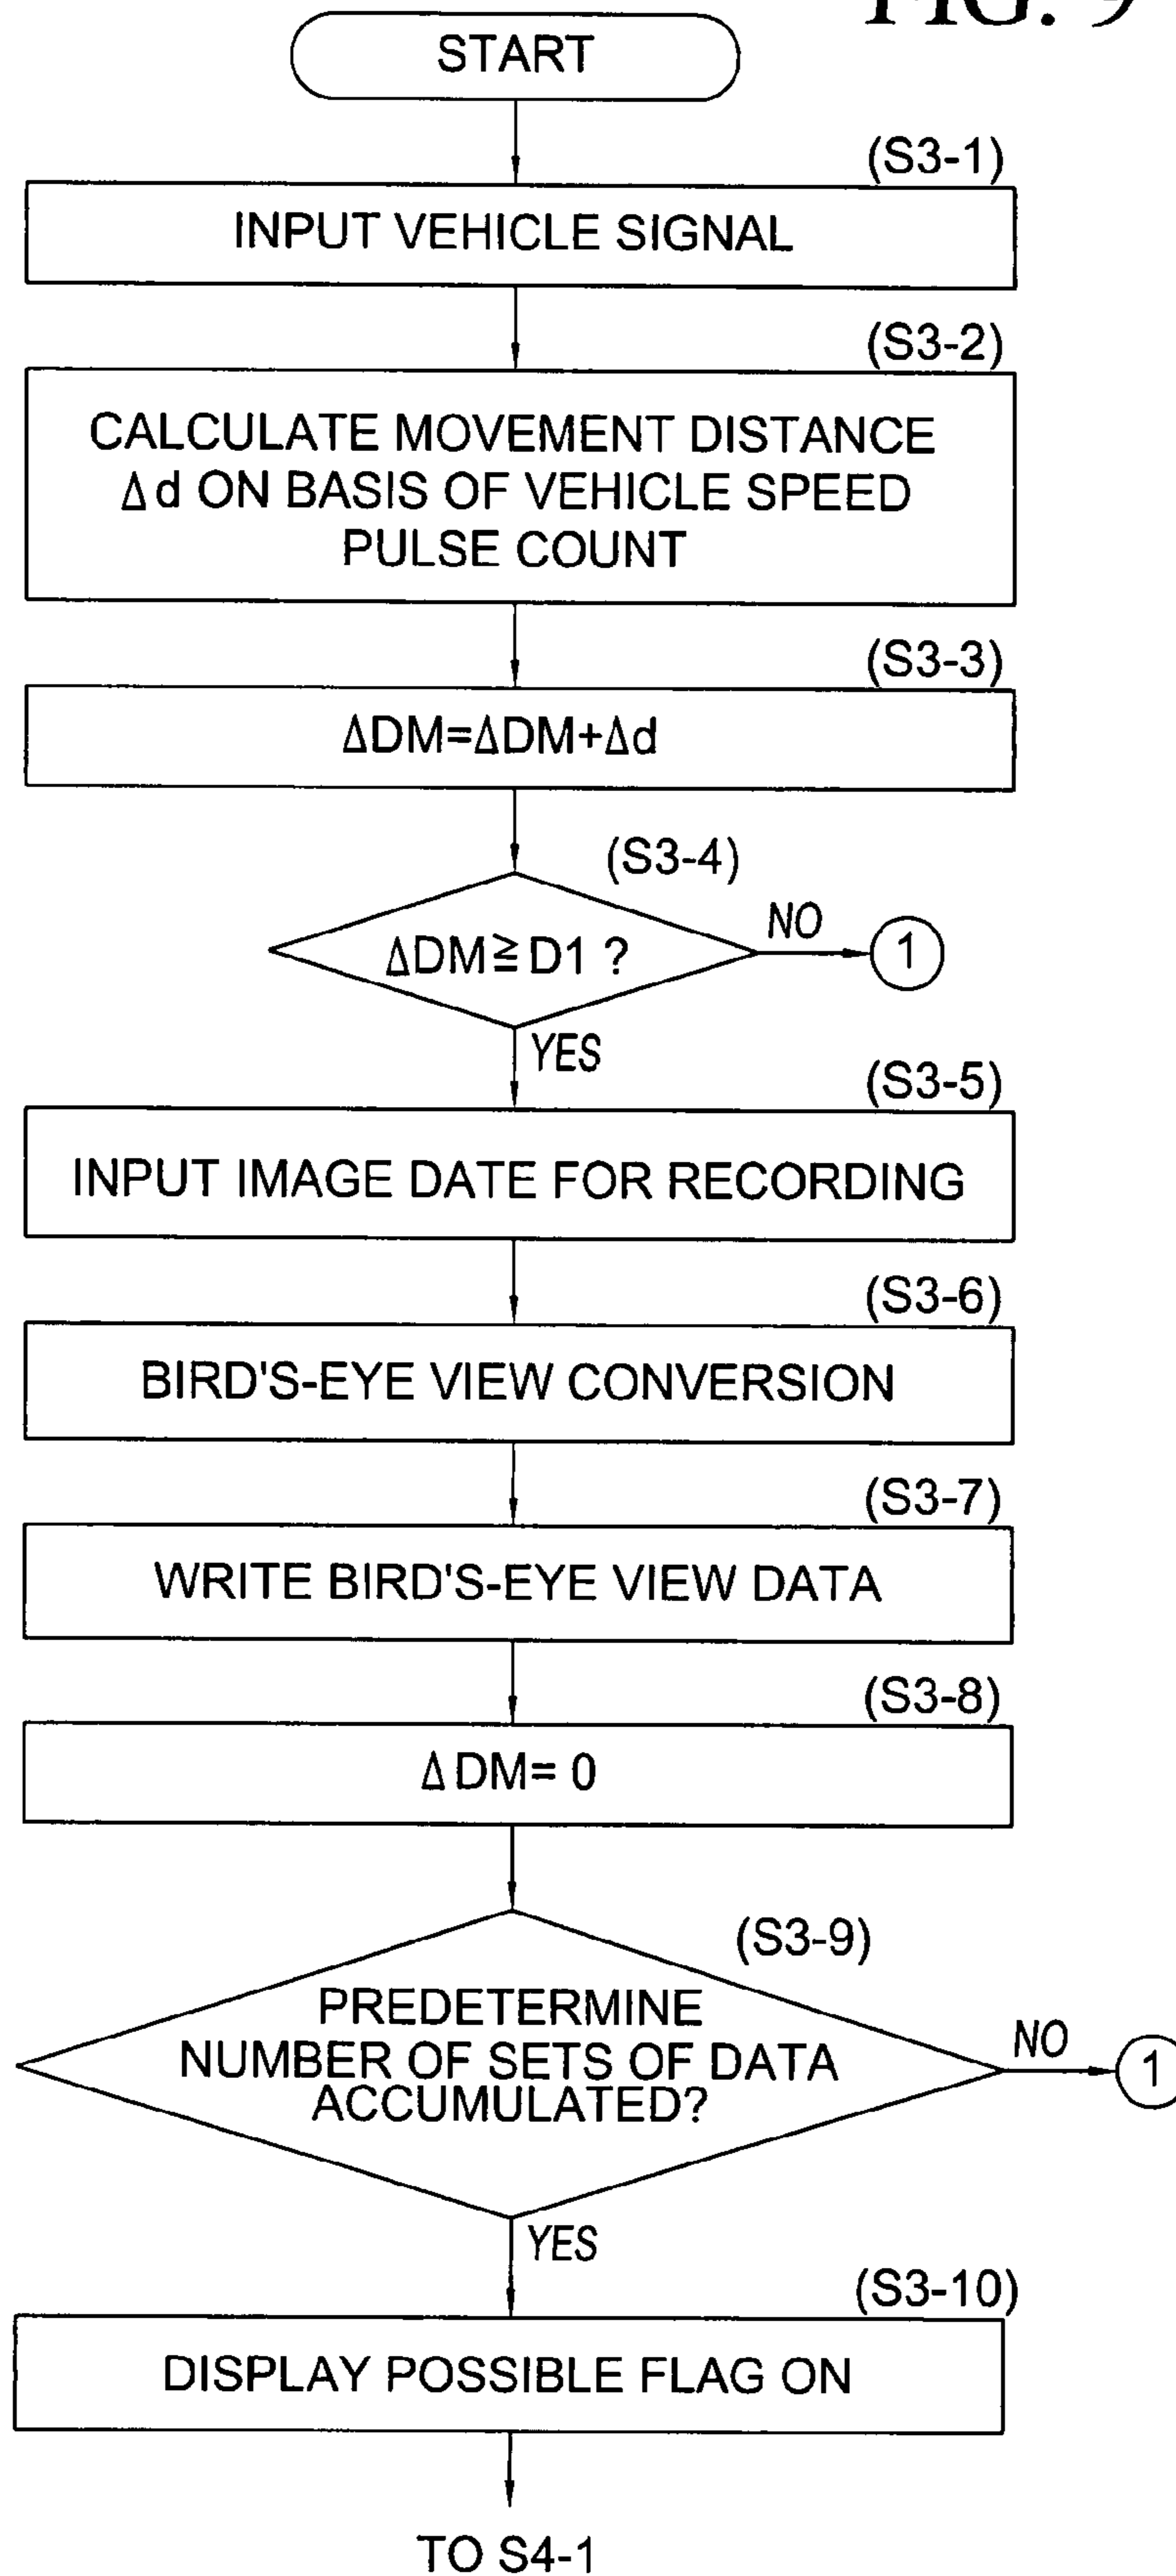 FIG. 9
START
(S3-1)
INPUT VEHICLE SIGNAL
(S3-2)
CALCULATE MOVEMENT DISTANCE
Δd ON BASIS OF VEHICLE SPEED
PULSE COUNT
(S3-3)
ΔDM=ΔDM+Δd
(S3-4)
ΔDM≧D1 ?
NO
1
YES
(S3-5)
INPUT IMAGE DATE FOR RECORDING
(S3-6)
BIRD'S-EYE VIEW CONVERSION
(S3-7)
WRITE BIRD'S-EYE VIEW DATA
(S3-8)
ΔDM= 0
(S3-9)
PREDETERMINE
NUMBER OF SETS OF DATA
ACCUMULATED?
NO
1
YES
(S3-10)
DISPLAY POSSIBLE FLAG ON
TO S4-1